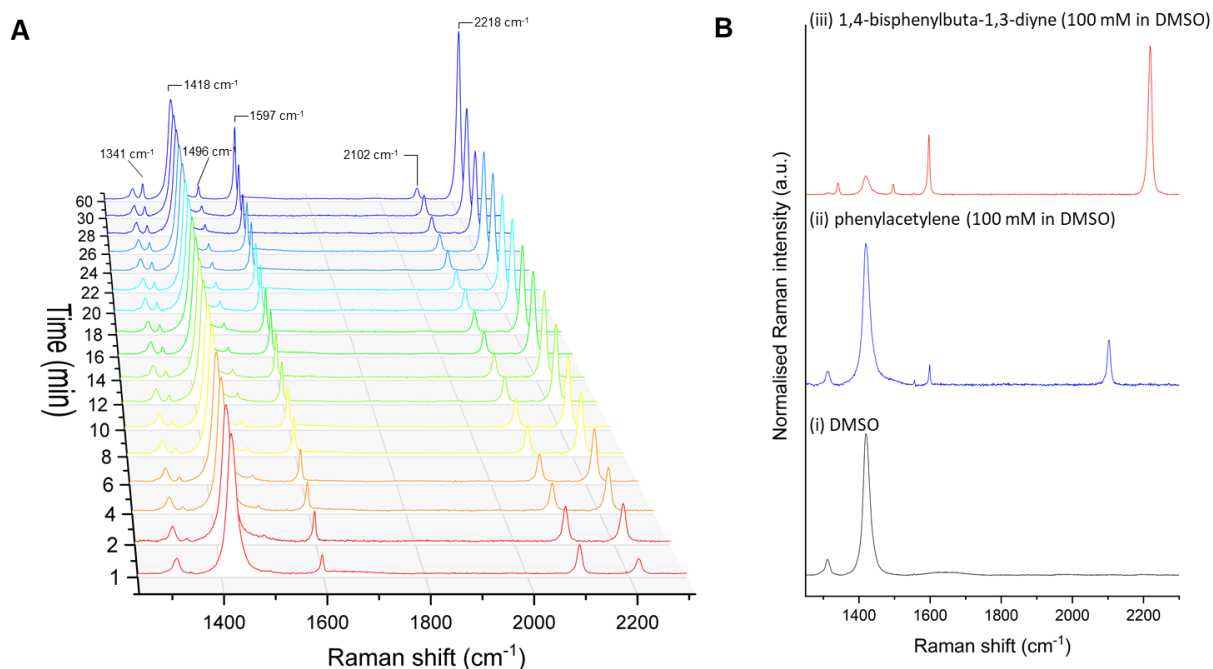 A
2218 cm-1
1418 cm-1
1597 cm-1
1341 cm-1
1496 cm-1
2102 cm-1
60
30
28
26
24
22
20
18
16
14
12
10
8
6
4
2
1
Time (min)
1400
1600
1800
2000
2200
Raman shift (cm-1)
B
(iii) 1,4-bisphenylbuta-1,3-diyne (100 mM in DMSO)
(ii) phenylacetylene (100 mM in DMSO)
(i) DMSO
Normalised Raman intensity (a.u.)
1400
1600
1800
2000
2200
Raman shift (cm-1)